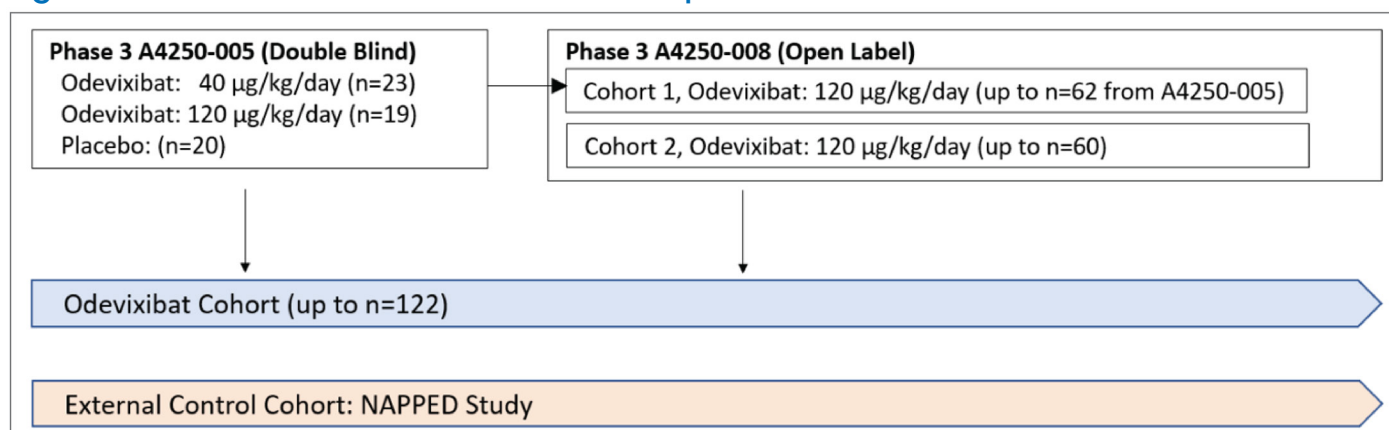 Phase 3 A4250-005 (Double Blind)
Odevixibat: 40 µg/kg/day (n=23)
Odevixibat: 120 µg/kg/day (n=19)
Placebo: (n=20)
Phase 3 A4250-008 (Open Label)
Cohort 1, Odevixibat: 120 µg/kg/day (up to n=62 from A4250-005)
Cohort 2, Odevixibat: 120 µg/kg/day (up to n=60)
Odevixibat Cohort (up to n=122)
External Control Cohort: NAPPED Study